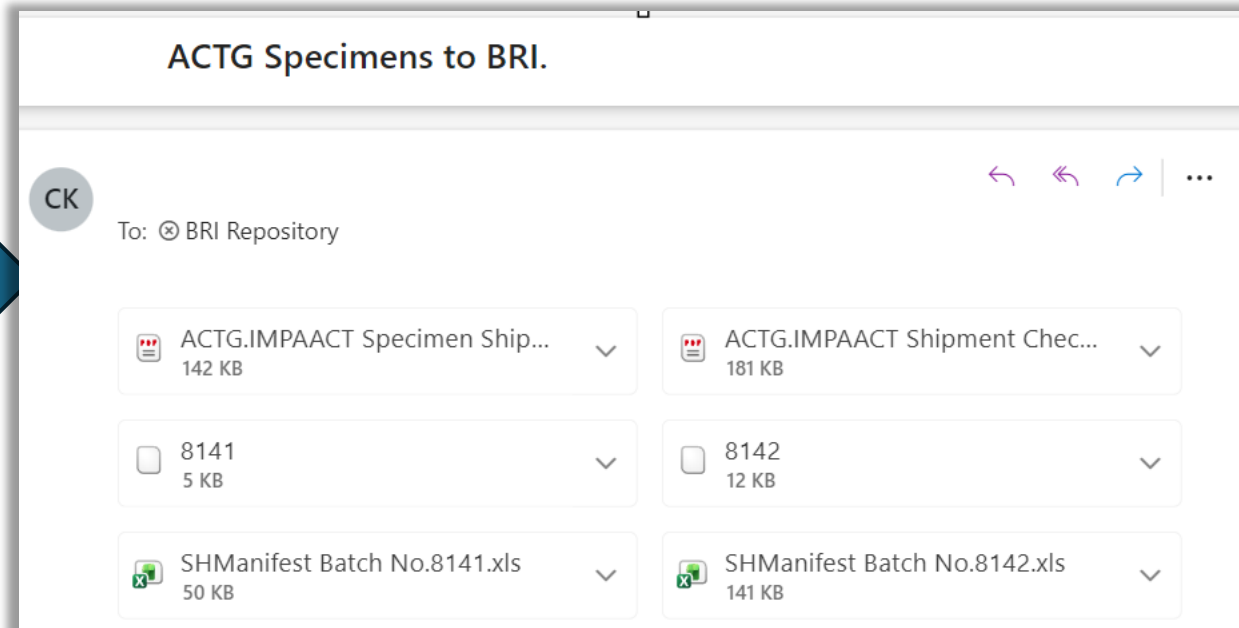 ACTG Specimens to BRI.
CK
To: BRI Repository
ACTG.IMPAACT Specimen Ship...
142 KB
ACTG.IMPAACT Shipment Chec...
181 KB
8141
5 KB
8142
12 KB
SHManifest Batch No.8141.xls
50 KB
SHManifest Batch No.8142.xls
141 KB